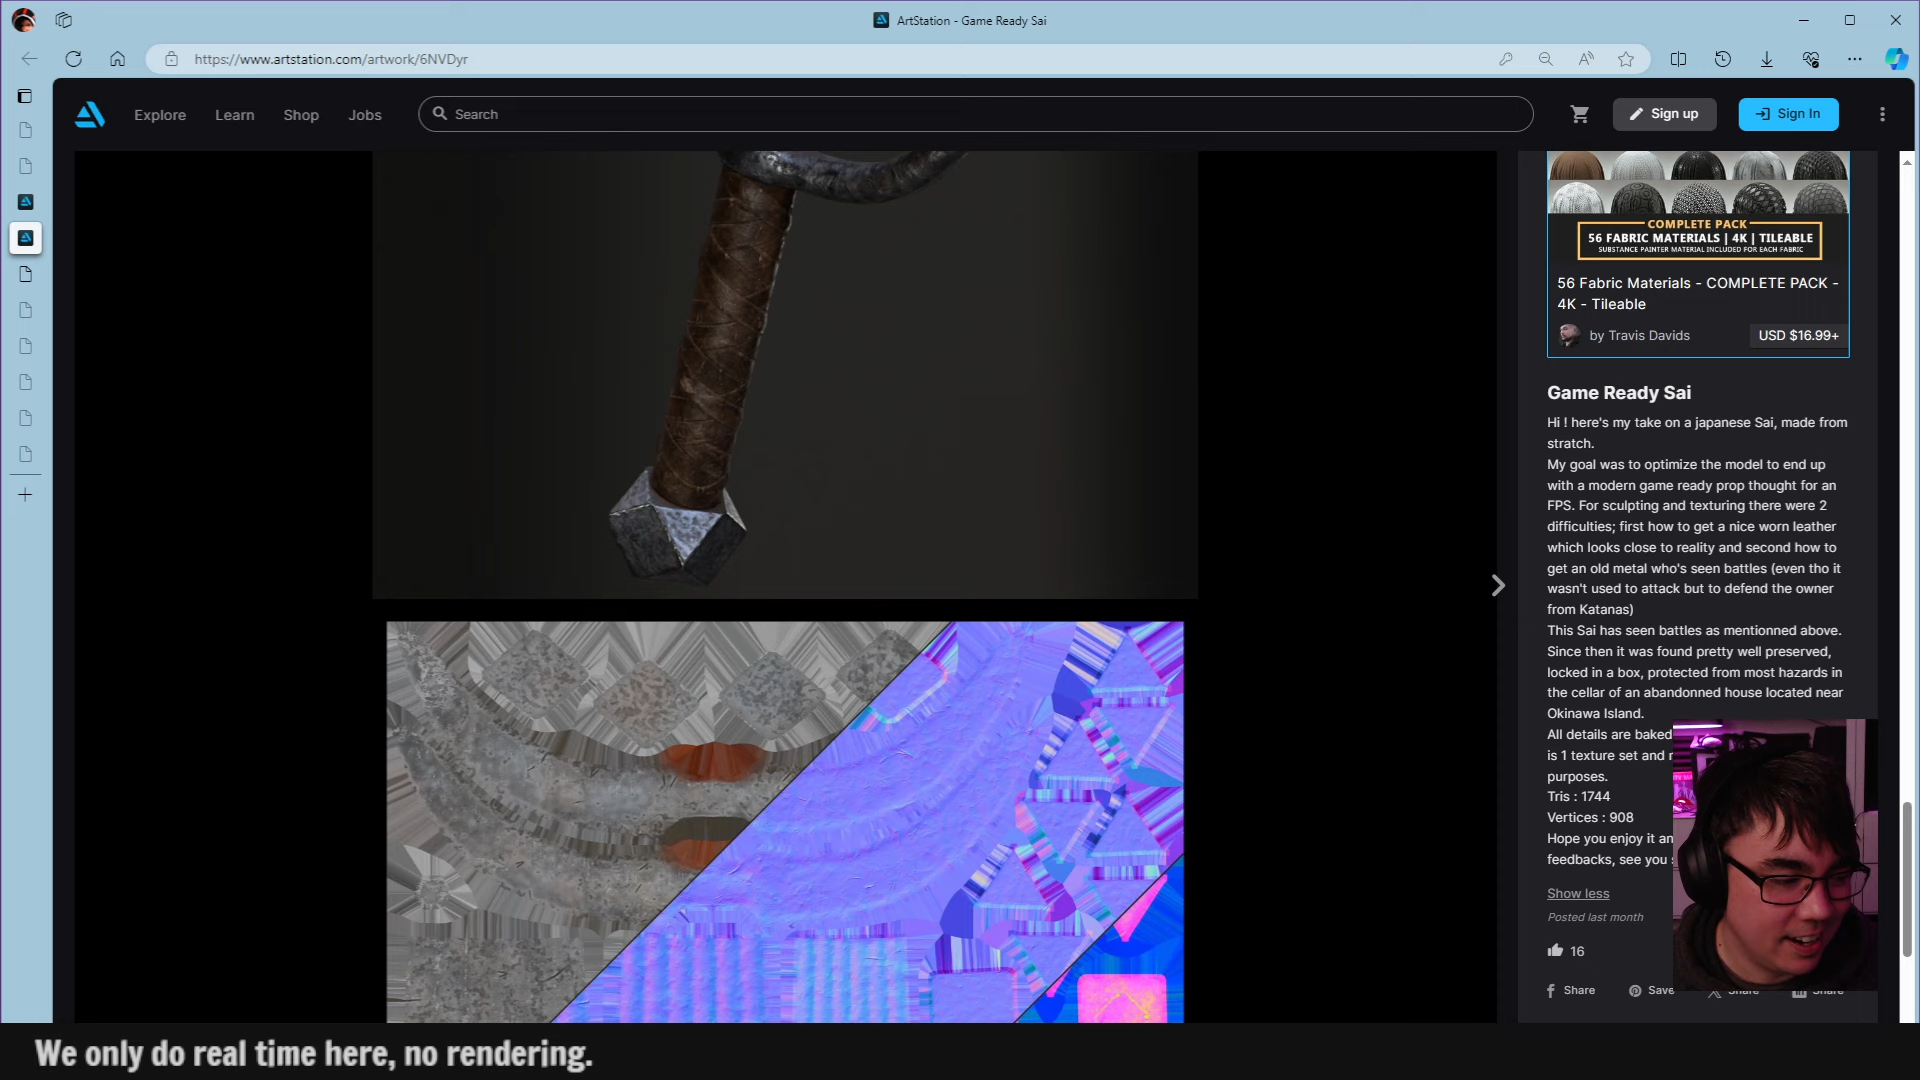 ArtStation - Game Ready Sai
https://www.artstation.com/artwork/6NVDyr
Explore
Learn
Shop
Jobs
Search
Sign up
Sign In
COMPLETE PACK
56 FABRIC MATERIALS | 4K | TILEABLE
SUBSTANCE PAINTER MATERIAL INCLUDED FOR EACH FABRIC
56 Fabric Materials - COMPLETE PACK -
4K - Tileable
by Travis Davids
USD $16.99+
Game Ready Sai
Hi ! here's my take on a japanese Sai, made from
stratch.
My goal was to optimize the model to end up
with a modern game ready prop thought for an
FPS. For sculpting and texturing there were 2
difficulties; first how to get a nice worn leather
which looks close to reality and second how to
get an old metal who's seen battles (even tho it
wasn't used to attack but to defend the owner
from Katanas)
This Sai has seen battles as mentionned above.
Since then it was found pretty well preserved,
locked in a box, protected from most hazards in
the cellar of an abandonned house located near
Okinawa Island.
All details are baked
is 1 texture set and
purposes.
Tris : 1744
Vertices : 908
Hope you enjoy it
feedbacks, see you
Show less
Posted last month
16
Share
Save
Share
Share
We only do real time here, no rendering.